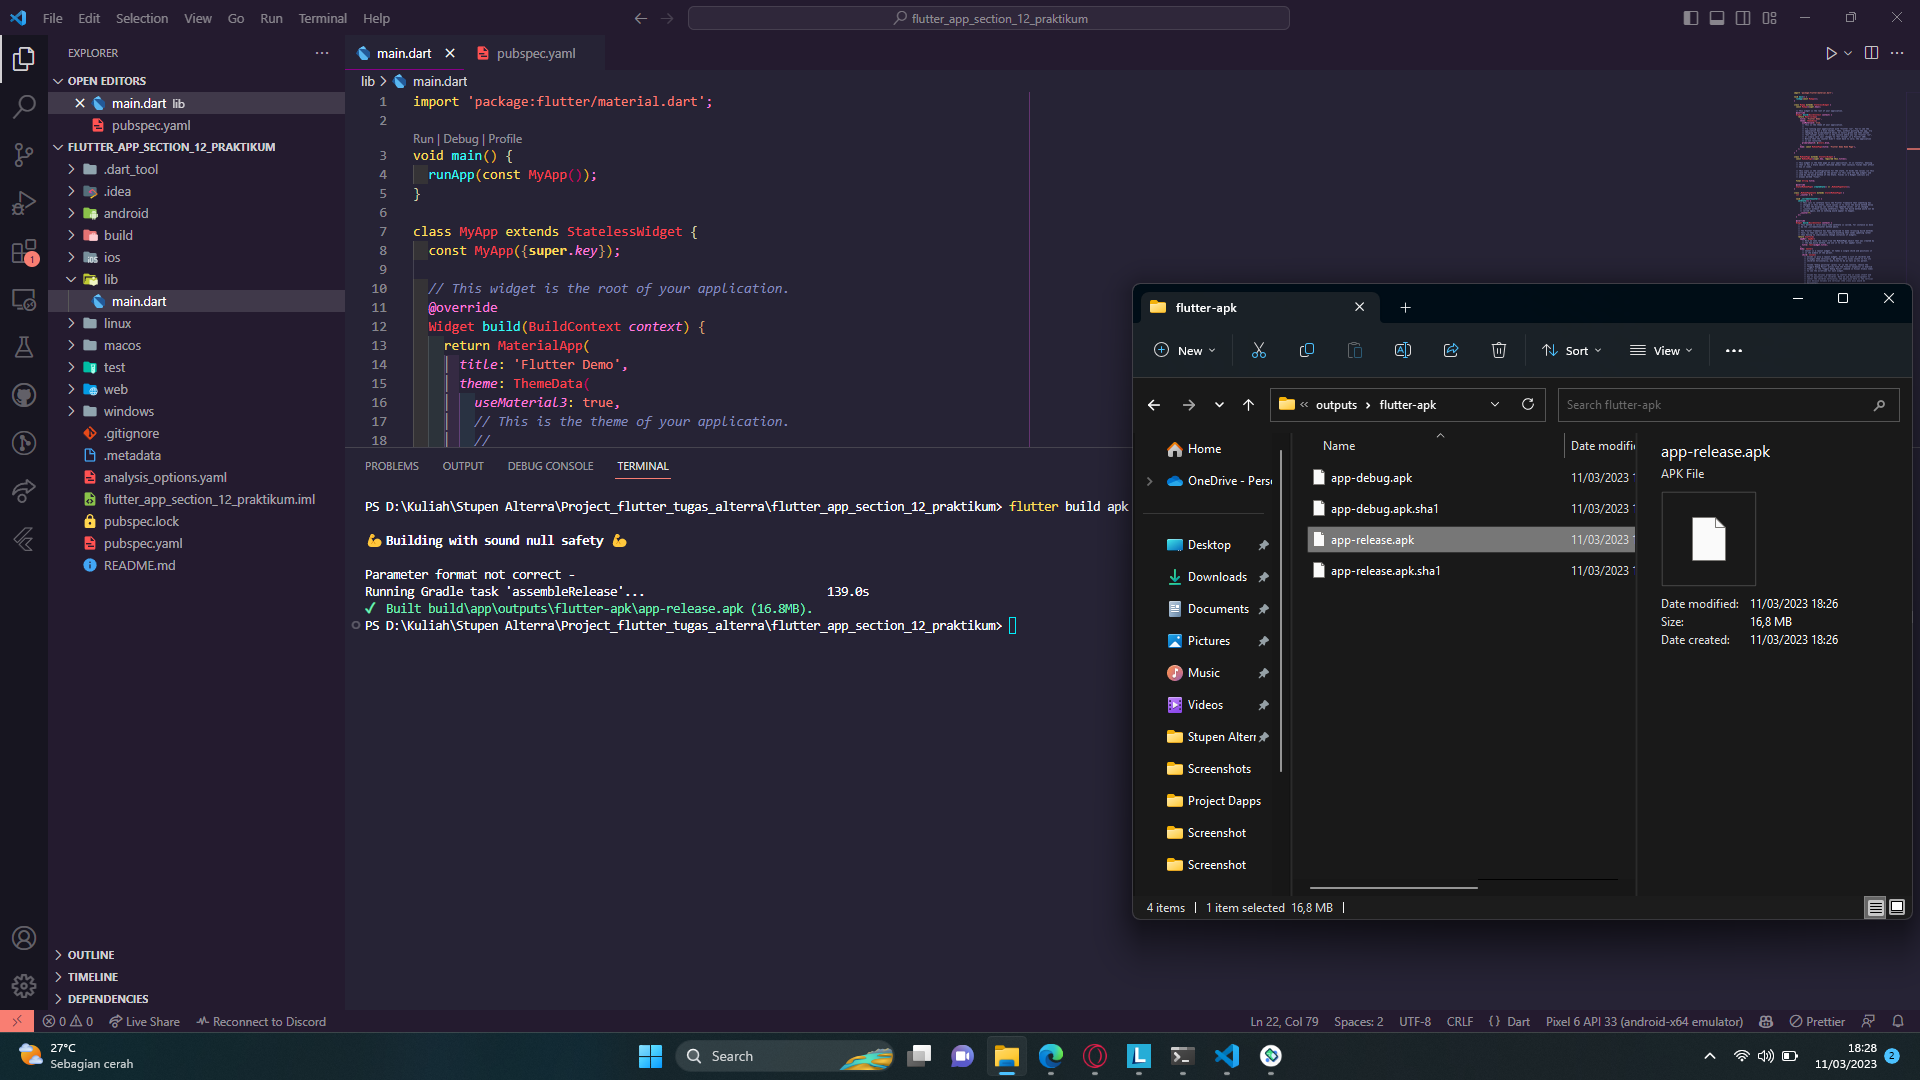 File Edit Selection View Go Run Terminal Help
flutter_app_section_12_praktikum
EXPLORER
OPEN EDITORS
main.dart lib
pubspec.yaml
FLUTTER_APP_SECTION_12_PRAKTIKUM
.dart_tool
.idea
android
build
ios
lib
main.dart
linux
macos
test
web
windows
.gitignore
.metadata
analysis_options.yaml
flutter_app_section_12_praktikum.iml
pubspec.lock
pubspec.yaml
README.md
OUTLINE
TIMELINE
DEPENDENCIES
1
main.dart
pubspec.yaml
lib > main.dart
1 import 'package:flutter/material.dart';
2
Run | Debug | Profile
3 void main() {
4 runApp(const MyApp());
5 }
6
7 class MyApp extends StatelessWidget {
8 const MyApp({super.key});
9
10 // This widget is the root of your application.
11 @override
12 Widget build(BuildContext context) {
13 return MaterialApp(
14 title: 'Flutter Demo',
15 theme: ThemeData(
16 useMaterial3: true,
17 // This is the theme of your application.
18 //
PROBLEMS OUTPUT DEBUG CONSOLE TERMINAL
PS D:\Kuliah\Stupen Alterra\Project_flutter_tugas_alterra\flutter_app_section_12_praktikum> flutter build apk
💪 Building with sound null safety 💪
Parameter format not correct -
Running Gradle task 'assembleRelease'... 139.0s
✓ Built build\app\outputs\flutter-apk\app-release.apk (16.8MB).
PS D:\Kuliah\Stupen Alterra\Project_flutter_tugas_alterra\flutter_app_section_12_praktikum>
flutter-apk
New Sort View
« outputs > flutter-apk
Search flutter-apk
Home
OneDrive - Pers
Desktop
Downloads
Documents
Pictures
Music
Videos
Stupen Alterr
Screenshots
Project Dapps
Screenshot
Screenshot
Name Date modifi
app-debug.apk 11/03/2023 1
app-debug.apk.sha1 11/03/2023 1
app-release.apk 11/03/2023 1
app-release.apk.sha1 11/03/2023 1
app-release.apk
APK File
Date modified: 11/03/2023 18:26
Size: 16,8 MB
Date created: 11/03/2023 18:26
4 items | 1 item selected 16,8 MB |
0 0 Live Share Reconnect to Discord
Ln 22, Col 79 Spaces: 2 UTF-8 CRLF {} Dart Pixel 6 API 33 (android-x64 emulator) Prettier
27°C
Sebagian cerah
Search
18:28
11/03/2023
2